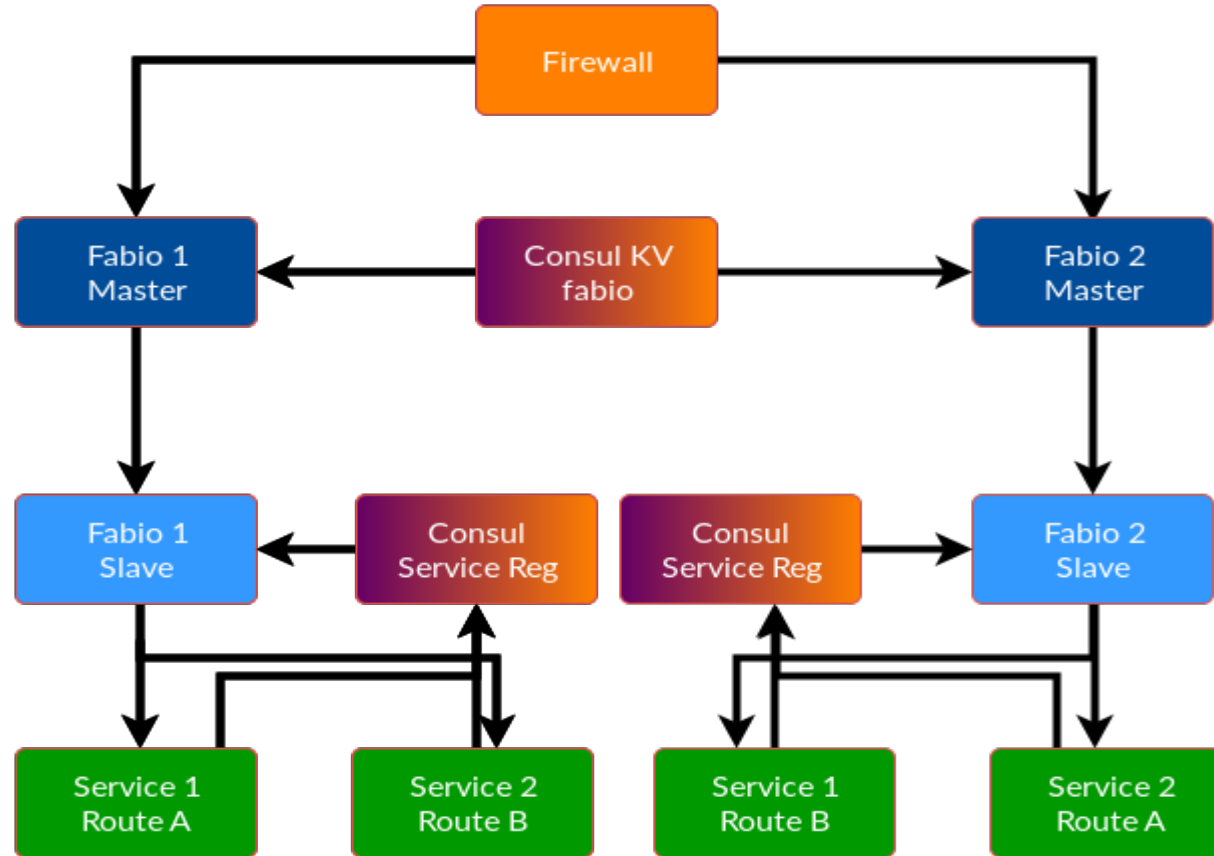 Firewall
Fabio 1
Master
Consul KV
fabio
Fabio 2
Master
Fabio 1
Slave
Consul
Service Reg
Consul
Service Reg
Fabio 2
Slave
Service 1
Route A
Service 2
Route B
Service 1
Route B
Service 2
Route A